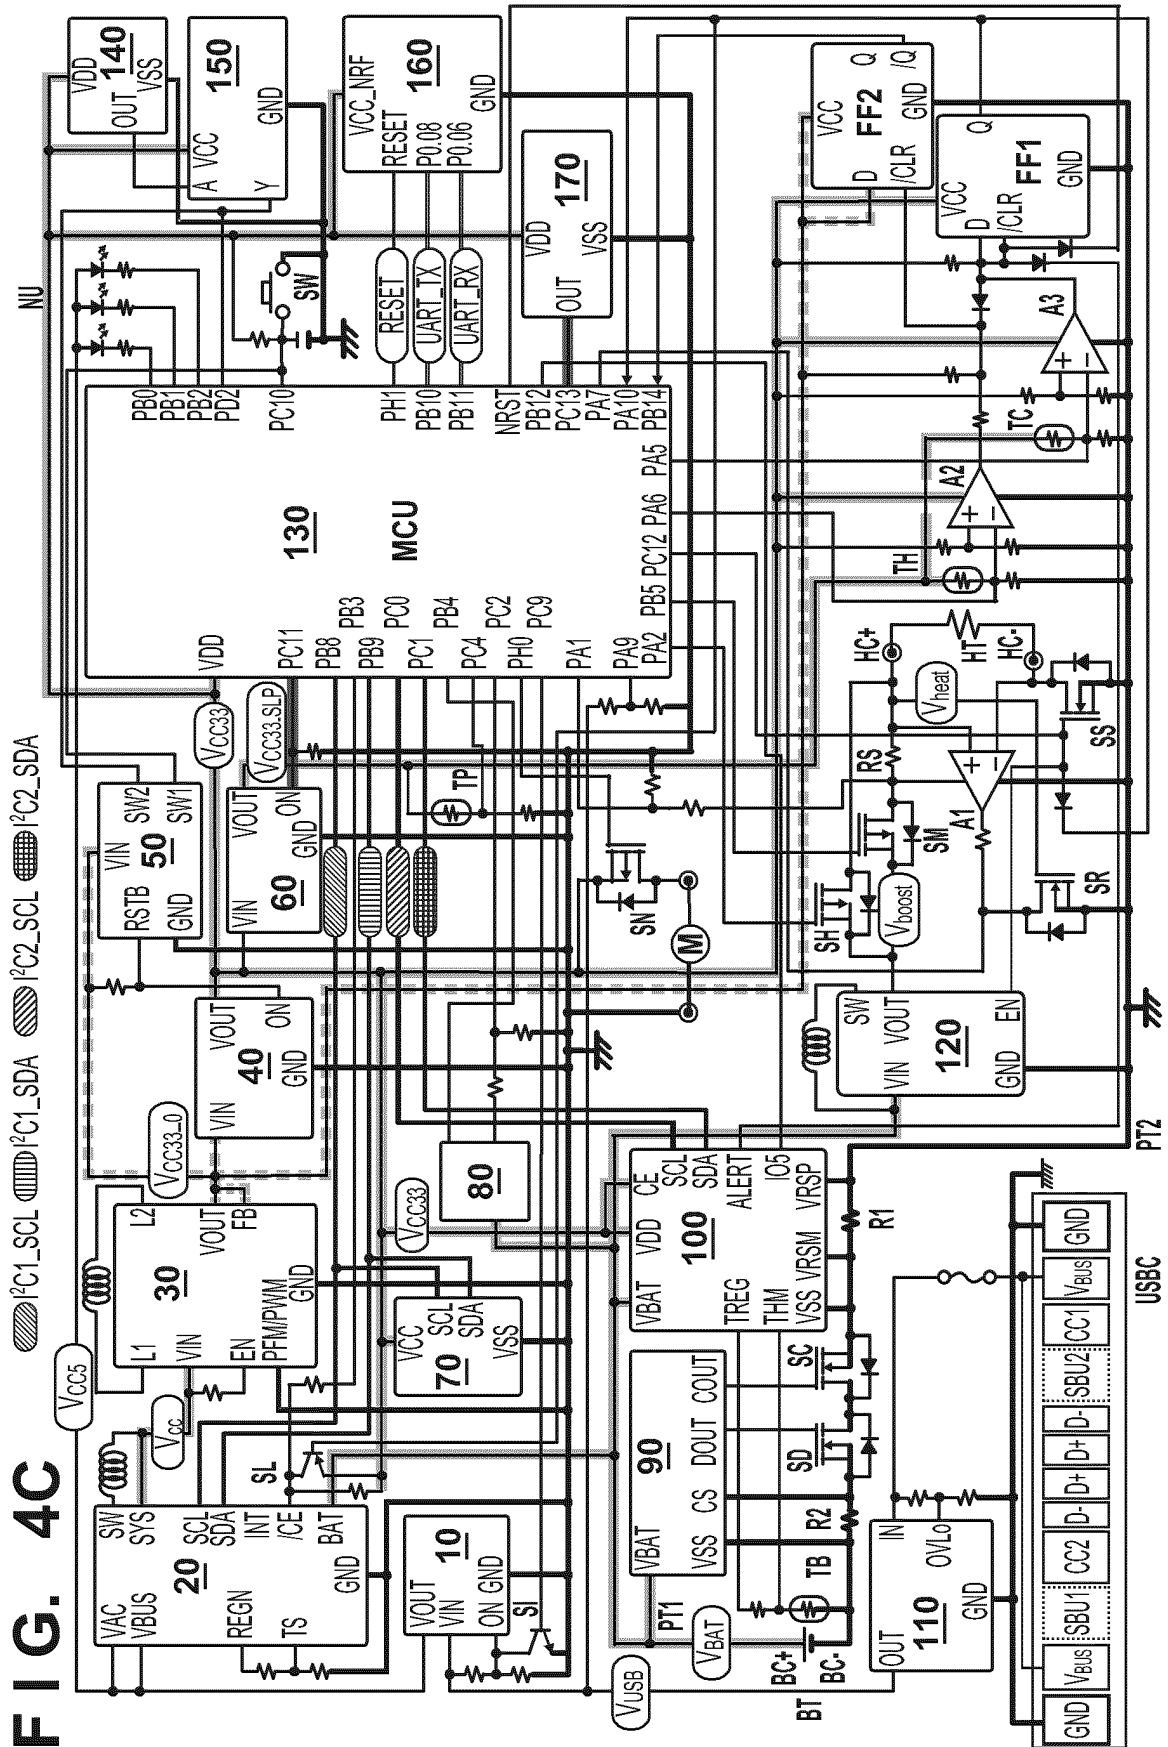 FIG. 4C
I²C1_SCL I²C1_SDA I²C2_SCL I²C2_SDA
NU
VCC5
L1
L2
VIN
VOUT
FB
EN
PFM/PWM
GND
30
VCC33_0
VCC
SW
SYS
SCL
SDA
INT
/CE
BAT
GND
VAC
VBUS
REGN
TS
20
SL
VIN
VOUT
ON
GND
40
VIN
RSTB
GND
SW2
SW1
50
VCC33
VCC33_SLP
VIN
VOUT
ON
GND
60
VCC
SCL
SDA
VSS
70
VCC33
80
VOUT
VIN
ON
GND
10
SI
VDD
PC11
PB8
PB3
PB9
PC0
PC1
PB4
PC4
PC2
PH0
PC9
PA1
PA9
PA2
PB5
PC12
PA6
PA5
130
MCU
PB0
PB1
PB2
PD2
PC10
PH1
PB10
PB11
NRST
PB12
PC13
PA7
PA10
PB14
VDD
OUT
VSS
140
A
VCC
GND
Y
150
SW
VCC_NRF
RESET
P0.08
P0.06
GND
160
RESET
UART_TX
UART_RX
VDD
OUT
VSS
170
TP
SN
M
VBAT
VSS
CS
DOUT
COUT
90
VBAT
VDD
CE
SCL
SDA
ALERT
IO5
TREG
THM
VSS
VRSM
VRSP
100
PT1
VBAT
BC+
BC-
BT
TB
R2
SD
SC
R1
PT2
VUSB
OUT
IN
OVLo
GND
110
GND
VBUS
SBU1
CC2
D-
D+
D+
D-
SBU2
CC1
VBUS
GND
USBC
SW
VIN
VOUT
GND
EN
120
Vboost
SH
SM
A1
SR
RS
Vheat
HC+
HT
HC-
SS
TH
A2
TC
A3
VCC
D
Q
/Q
/CLR
GND
FF2
VCC
D
Q
/CLR
GND
FF1